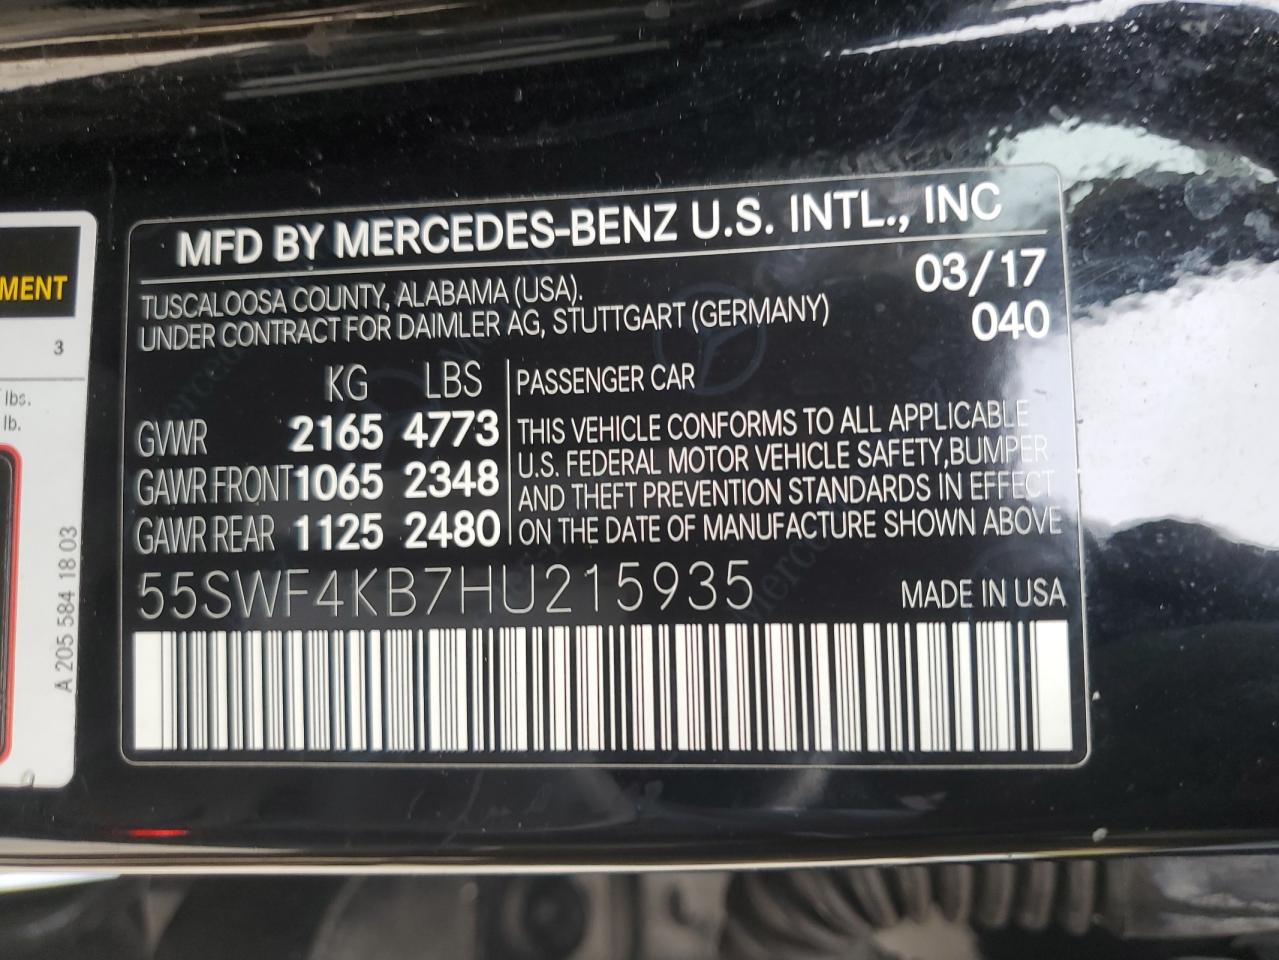 MFD BY MERCEDES-BENZ U.S. INTL., INC
TUSCALOOSA COUNTY, ALABAMA (USA).
UNDER CONTRACT FOR DAIMLER AG, STUTTGART (GERMANY)
03/17
040
KG LBS
GVWR 2165 4773
GAWR FRONT 1065 2348
GAWR REAR 1125 2480
PASSENGER CAR
THIS VEHICLE CONFORMS TO ALL APPLICABLE
U.S. FEDERAL MOTOR VEHICLE SAFETY, BUMPER
AND THEFT PREVENTION STANDARDS IN EFFECT
ON THE DATE OF MANUFACTURE SHOWN ABOVE
55SWF4KB7HU215935
MADE IN USA
MENT
3
lbs.
lb.
A 205 584 18 03